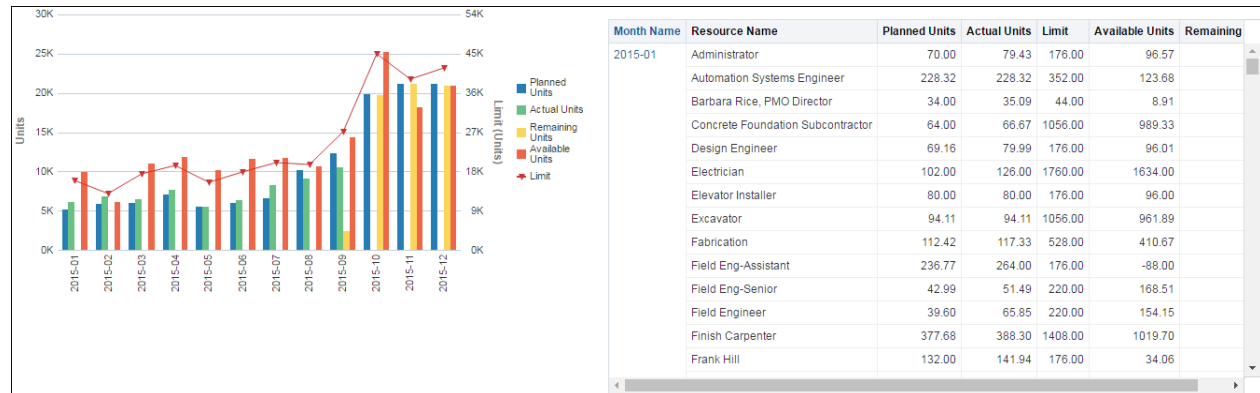 30K
25K
20K
15K
10K
5K
0K
Units
54K
45K
36K
27K
18K
9K
0K
Limit (Units)
2015-01
2015-02
2015-03
2015-04
2015-05
2015-06
2015-07
2015-08
2015-09
2015-10
2015-11
2015-12
Planned
Units
Actual Units
Remaining
Units
Available
Units
Limit
Month Name Resource Name Planned Units Actual Units Limit Available Units Remaining
2015-01 Administrator 70.00 79.43 176.00 96.57
Automation Systems Engineer 228.32 228.32 352.00 123.68
Barbara Rice, PMO Director 34.00 35.09 44.00 8.91
Concrete Foundation Subcontractor 64.00 66.67 1056.00 989.33
Design Engineer 69.16 79.99 176.00 96.01
Electrician 102.00 126.00 1760.00 1634.00
Elevator Installer 80.00 80.00 176.00 96.00
Excavator 94.11 94.11 1056.00 961.89
Fabrication 112.42 117.33 528.00 410.67
Field Eng-Assistant 236.77 264.00 176.00 -88.00
Field Eng-Senior 42.99 51.49 220.00 168.51
Field Engineer 39.60 65.85 220.00 154.15
Finish Carpenter 377.68 388.30 1408.00 1019.70
Frank Hill 132.00 141.94 176.00 34.06